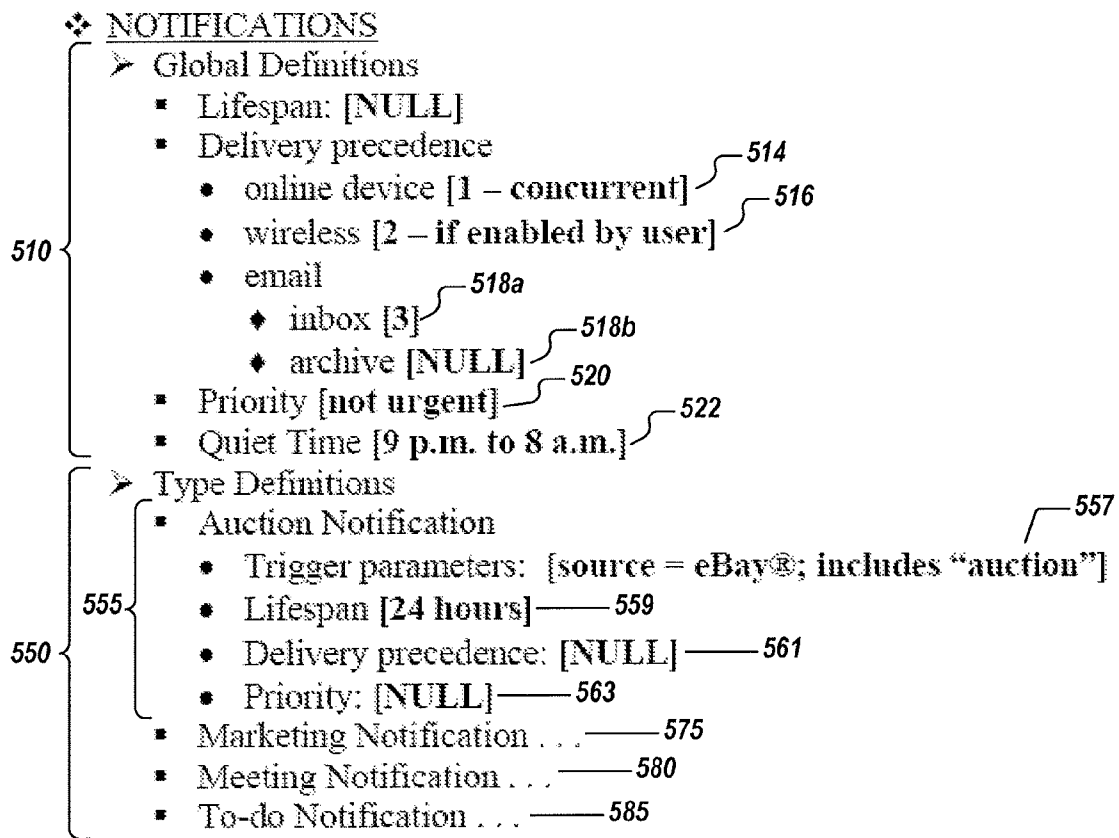 ❖ NOTIFICATIONS
➢ Global Definitions
▪ Lifespan: [NULL]
▪ Delivery precedence
• online device [1 – concurrent] 514
• wireless [2 – if enabled by user] 516
510
• email
♦ inbox [3] 518a
♦ archive [NULL] 518b
▪ Priority [not urgent] 520
▪ Quiet Time [9 p.m. to 8 a.m.] 522
➢ Type Definitions
▪ Auction Notification
557
• Trigger parameters: [source = eBay®; includes “auction”]
555 • Lifespan [24 hours] 559
550 • Delivery precedence: [NULL] 561
• Priority: [NULL] 563
▪ Marketing Notification . . . 575
▪ Meeting Notification . . . 580
▪ To-do Notification . . . 585